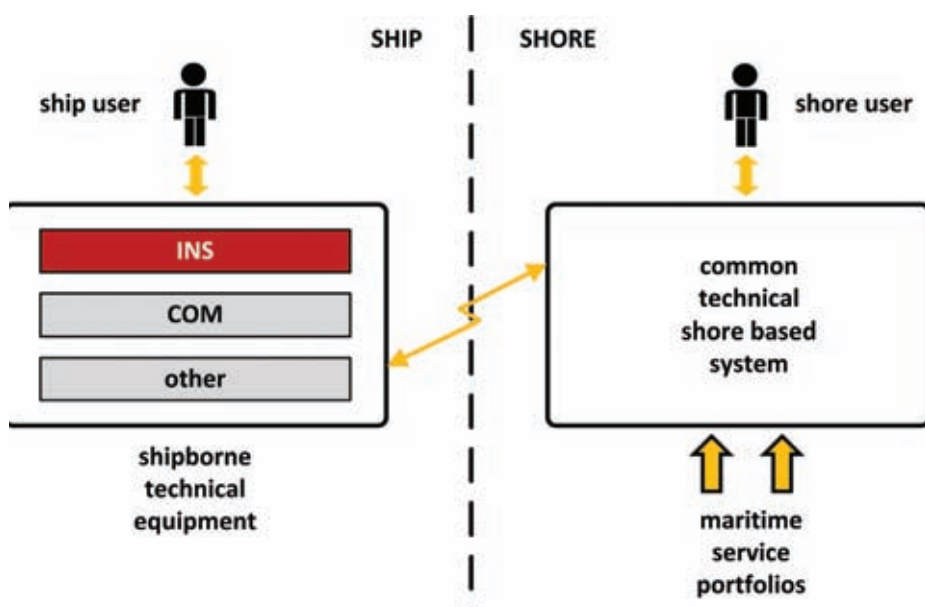 SHIP
SHORE
ship user
shore user
INS
COM
other
common
technical
shore based
system
shipborne
technical
equipment
maritime
service
portfolios